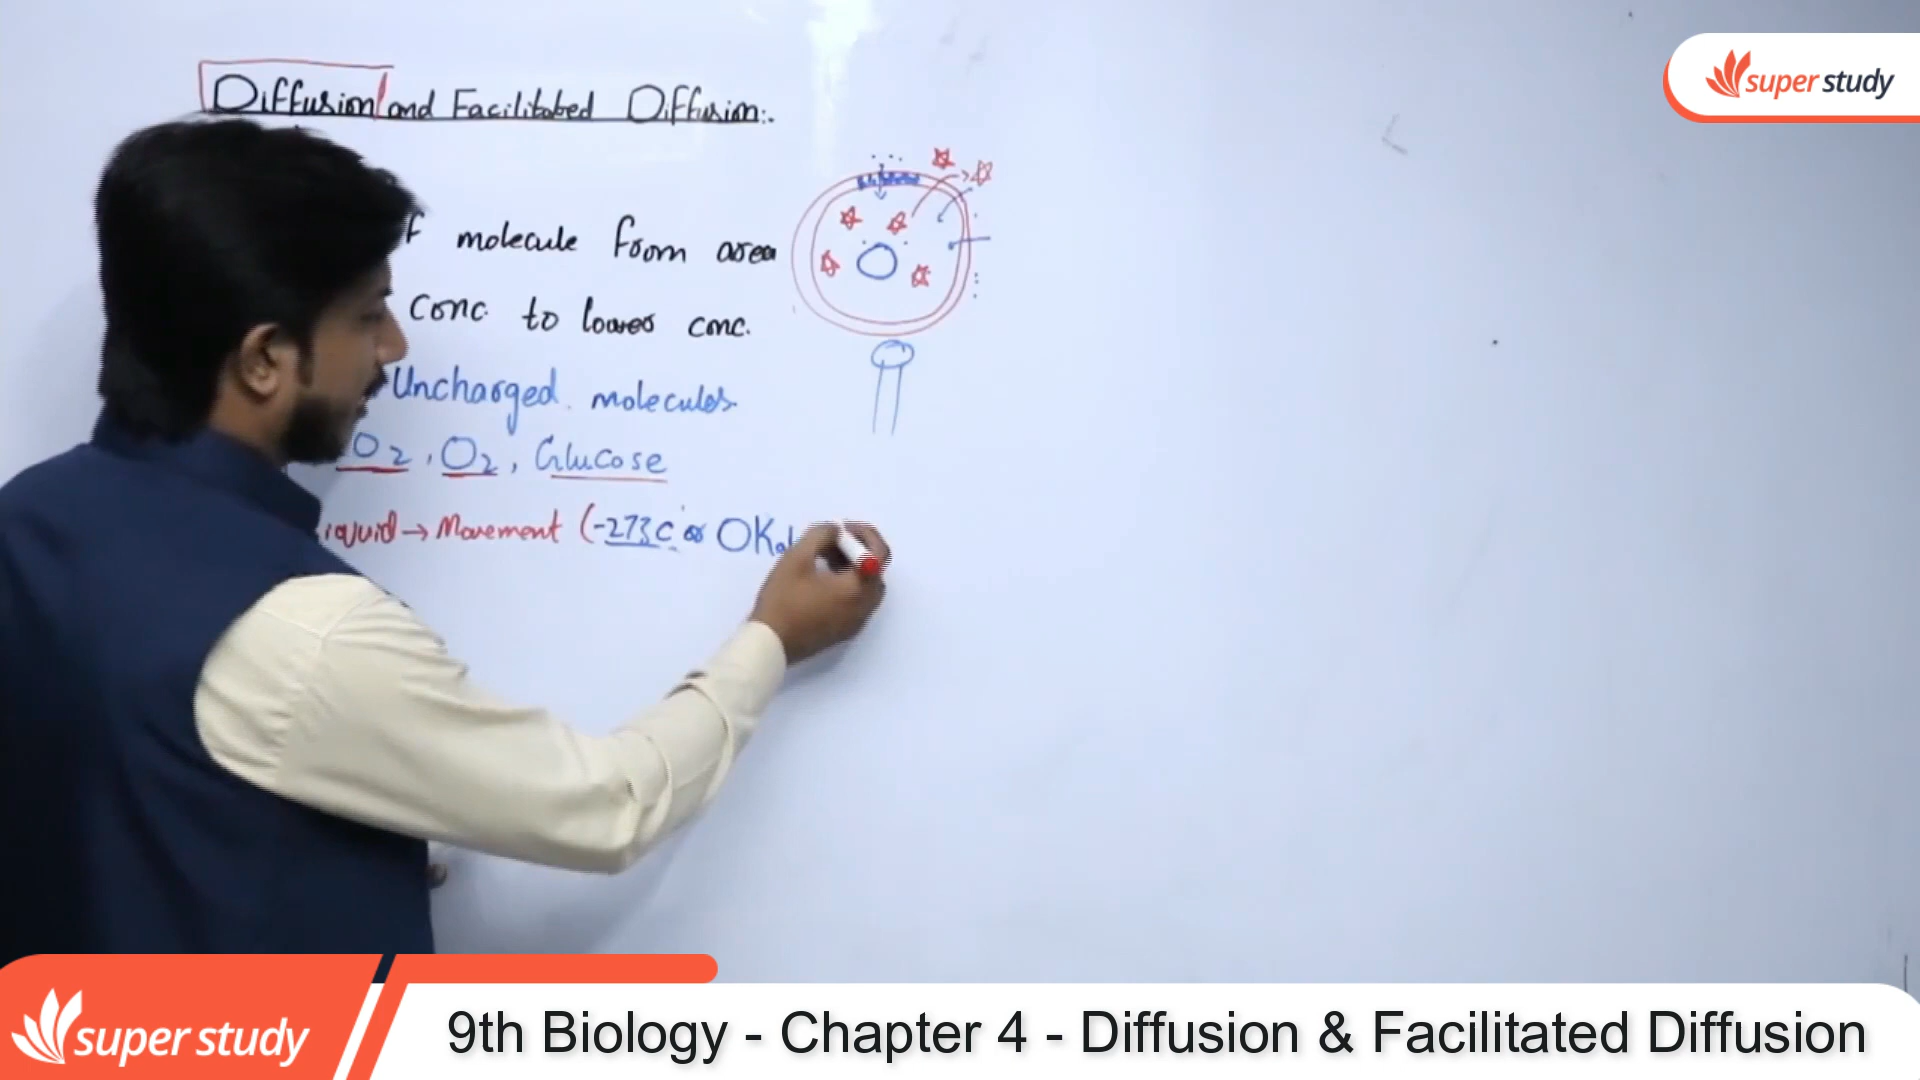 Diffusion and Facilitated Diffusion:.
molecule from area
conc. to lower conc.
Uncharged molecules
O2, O2, Glucose
iquid → Movement (-273c or OK
super study
super study
9th Biology - Chapter 4 - Diffusion & Facilitated Diffusion